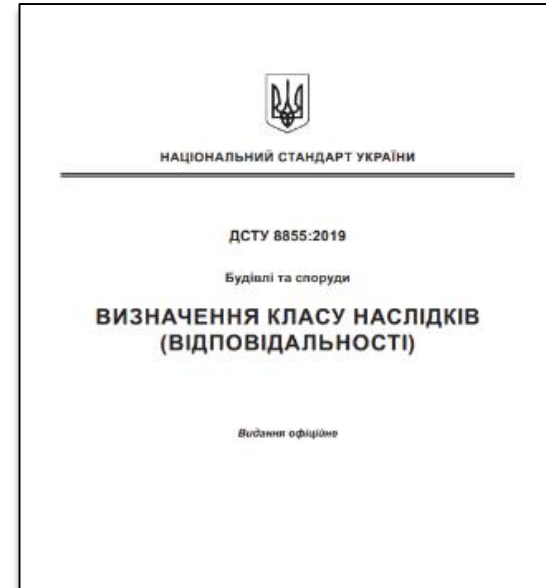 НАЦІОНАЛЬНИЙ СТАНДАРТ УКРАЇНИ
ДСТУ 8855:2019
Будівлі та споруди
ВИЗНАЧЕННЯ КЛАСУ НАСЛІДКІВ
(ВІДПОВІДАЛЬНОСТІ)
Видання офіційне